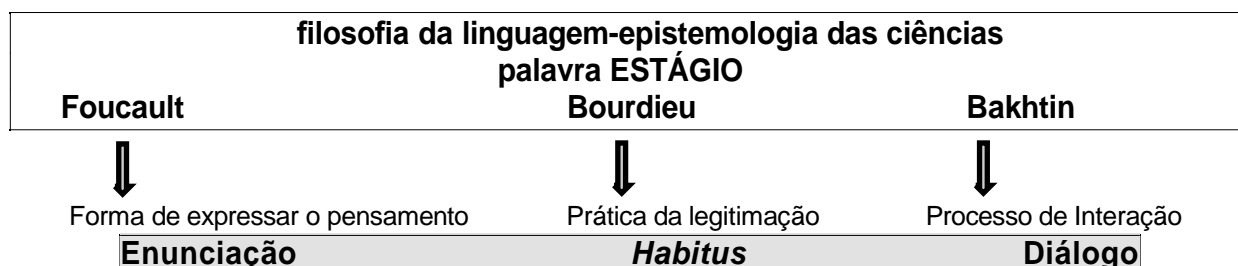 filosofia da linguagem-epistemologia das ciências
palavra ESTÁGIO
Foucault Bourdieu Bakhtin
Forma de expressar o pensamento Prática da legitimação Processo de Interação
Enunciação Habitus Diálogo